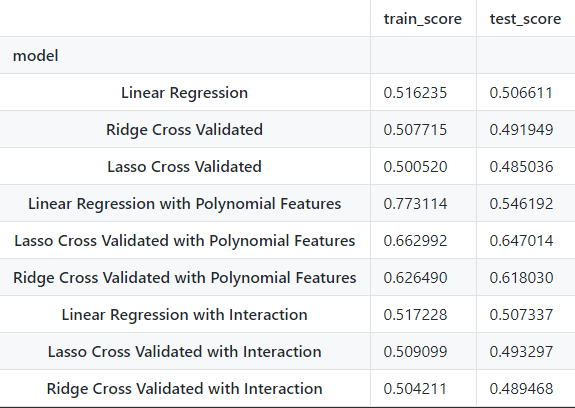 train_score test_score
model
Linear Regression 0.516235 0.506611
Ridge Cross Validated 0.507715 0.491949
Lasso Cross Validated 0.500520 0.485036
Linear Regression with Polynomial Features 0.773114 0.546192
Lasso Cross Validated with Polynomial Features 0.662992 0.647014
Ridge Cross Validated with Polynomial Features 0.626490 0.618030
Linear Regression with Interaction 0.517228 0.507337
Lasso Cross Validated with Interaction 0.509099 0.493297
Ridge Cross Validated with Interaction 0.504211 0.489468